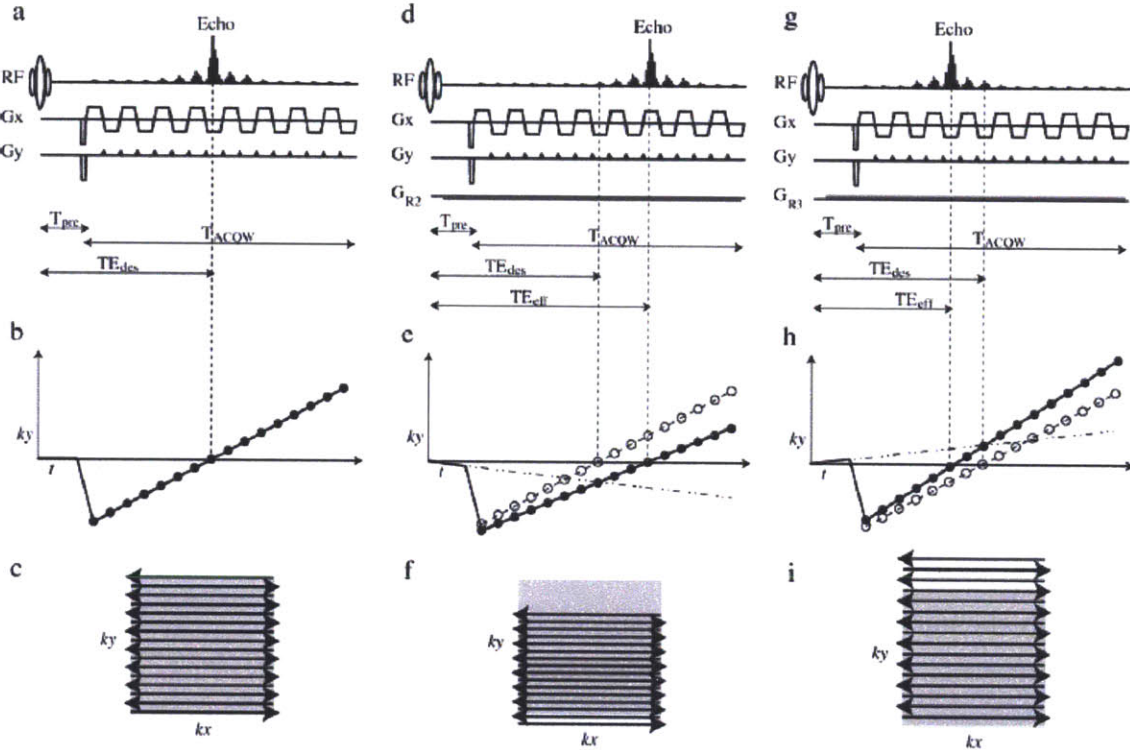 a
Echo
RF
Gx
Gy
Tpre
TACQW
TEdes
b
ky
t
c
ky
kx
d
Echo
RF
Gx
Gy
GR2
Tpre
TACQW
TEdes
TEeff
e
ky
t
f
ky
kx
g
Echo
RF
Gx
Gy
GR3
Tpre
TACQW
TEdes
TEeff
h
ky
t
i
ky
kx